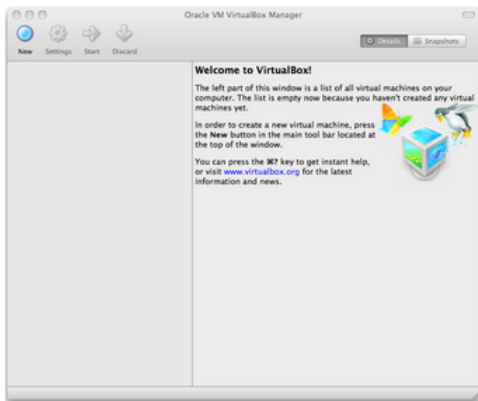 Oracle VM VirtualBox Manager
New Settings Start Discard
Details Snapshots
Welcome to VirtualBox!
The left part of this window is a list of all virtual machines on your
computer. The list is empty now because you haven't created any virtual
machines yet.
In order to create a new virtual machine, press
the New button in the main tool bar located at
the top of the window.
You can press the ⌘? key to get instant help,
or visit www.virtualbox.org for the latest
information and news.